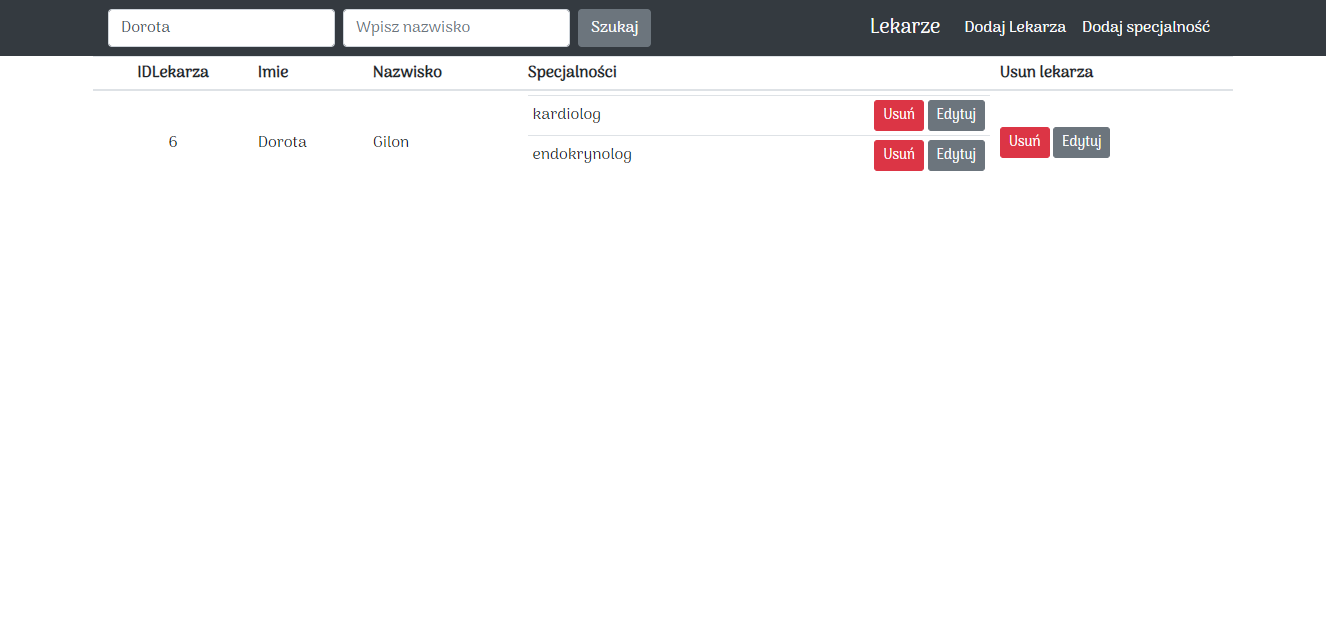 Dorota Wpisz nazwisko Szukaj Lekarze Dodaj Lekarza Dodaj specjalność
IDLekarza Imie Nazwisko Specjalności Usun lekarza
kardiolog Usuń Edytuj
6 Dorota Gilon Usuń Edytuj
endokrynolog Usuń Edytuj